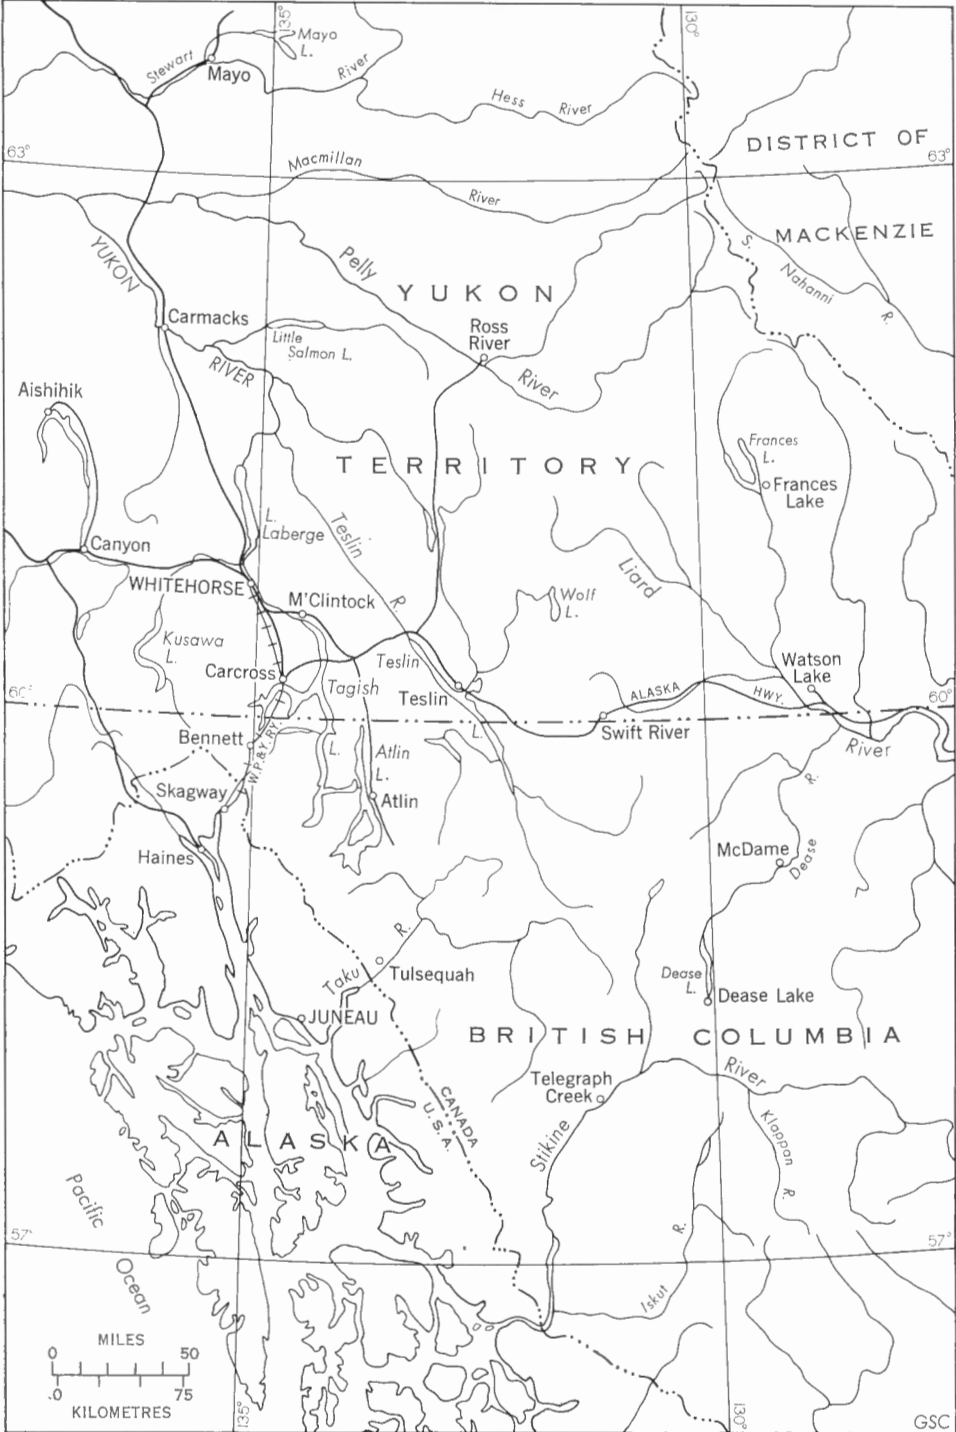 135°
130°
Mayo
L.
Stewart
Mayo
River
Hess River
DISTRICT OF
63°
63°
Macmillan
River
MACKENZIE
S. Nahanni R.
YUKON
Pelly
YUKON
Carmacks
Little
Salmon L.
Ross
River
RIVER
River
Aishihik
TERRITORY
Frances
L.
Frances
Lake
L.
Laberge
Teslin R.
Canyon
Liard
WHITEHORSE
M'Clintock
Wolf
L.
Kusawa
L.
Carcross
Teslin
Watson
Lake
Tagish
Teslin
ALASKA HWY.
60°
60°
Bennett
L.
Swift River
River
W.P.&Y. RY.
L.
Atlin
L.
Skagway
Atlin
R.
Haines
McDame
Dease
Taku R.
Tulsequah
Dease
L.
Dease Lake
JUNEAU
BRITISH COLUMBIA
Telegraph
Creek
River
CANADA
U.S.A.
Klappan R.
ALASKA
Stikine
Pacific
R.
57°
57°
Ocean
Iskut
MILES
0 50
.0 75
KILOMETRES
135°
130°
GSC